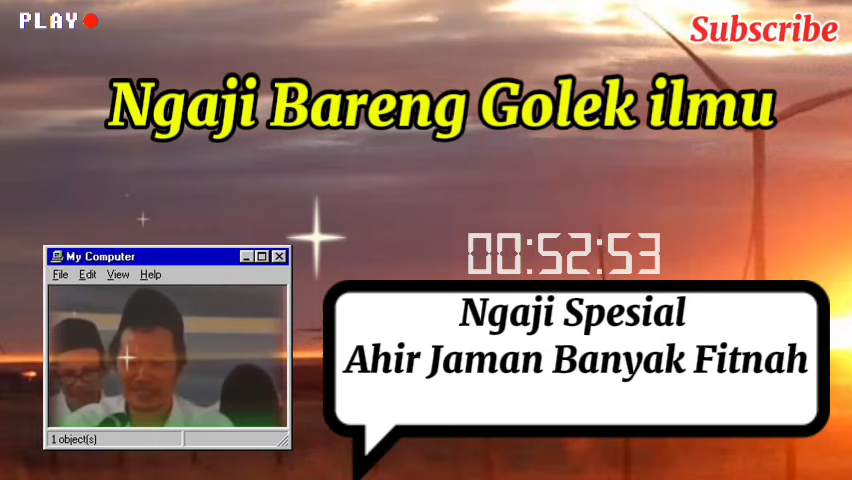 PLAY
Subscribe
Ngaji Bareng Golek ilmu
00:52:53
My Computer
File Edit View Help
1 object(s)
Ngaji Spesial
Ahir Jaman Banyak Fitnah